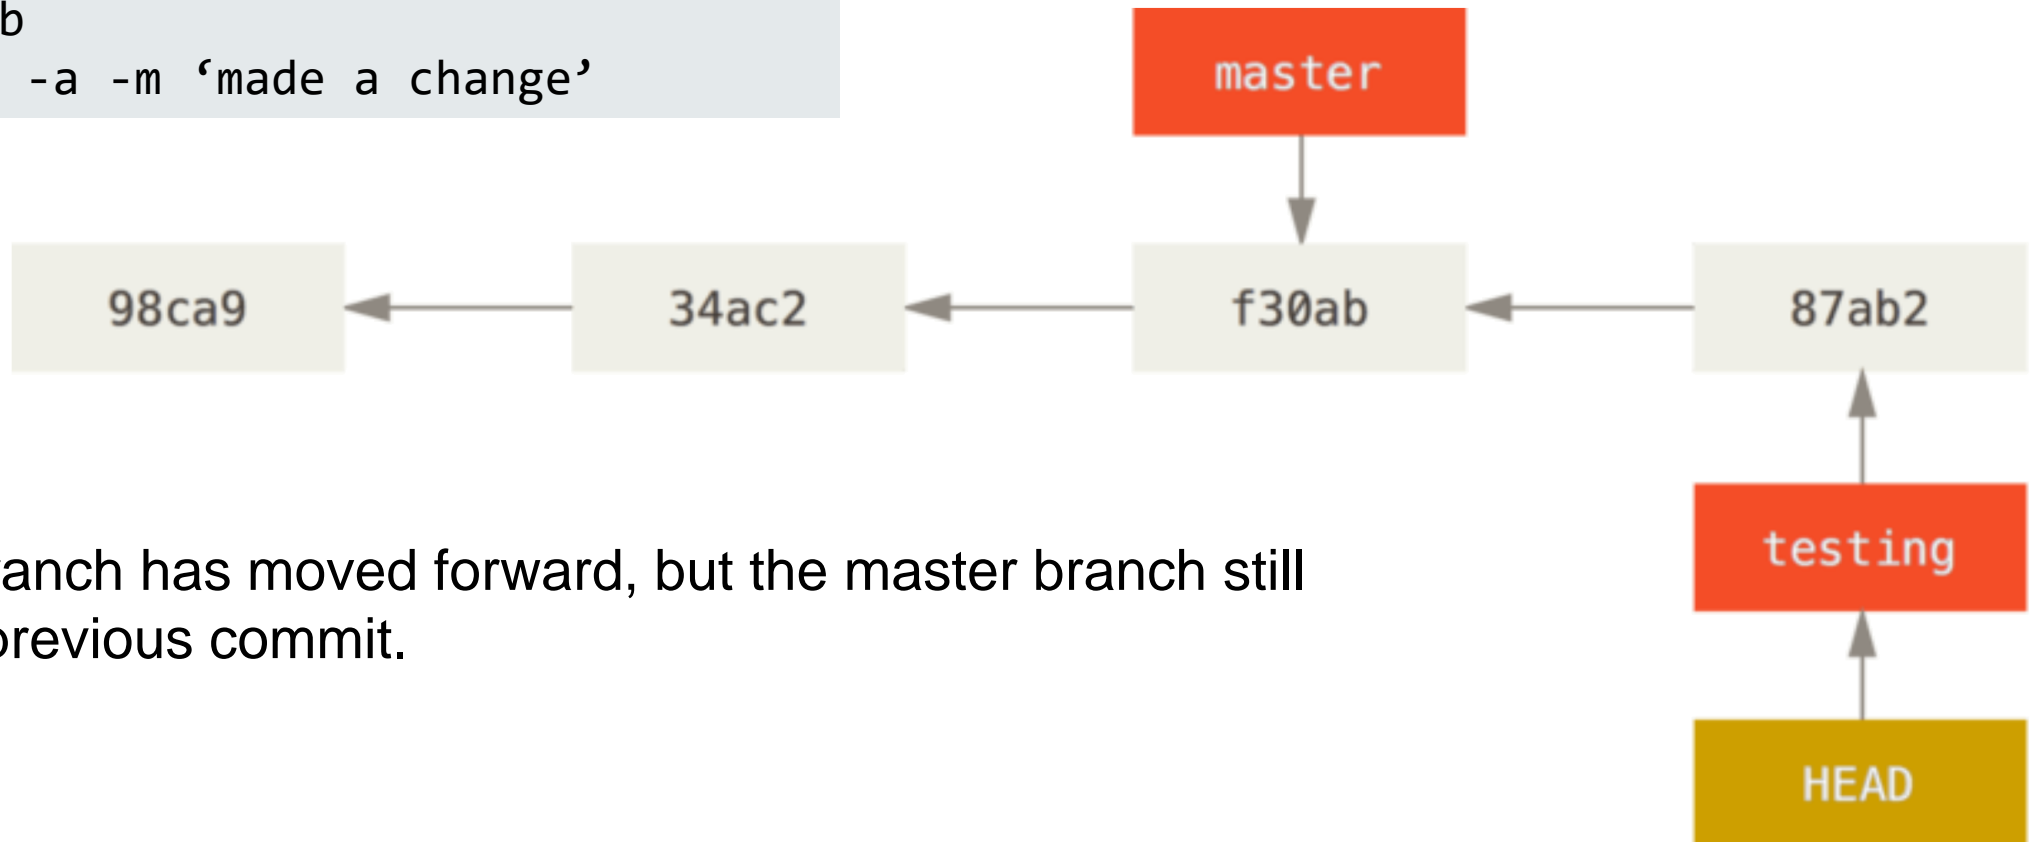 b
-a -m ‘made a change’
master
98ca9
34ac2
f30ab
87ab2
testing
has moved forward, but the master branch still
previous commit.
HEAD